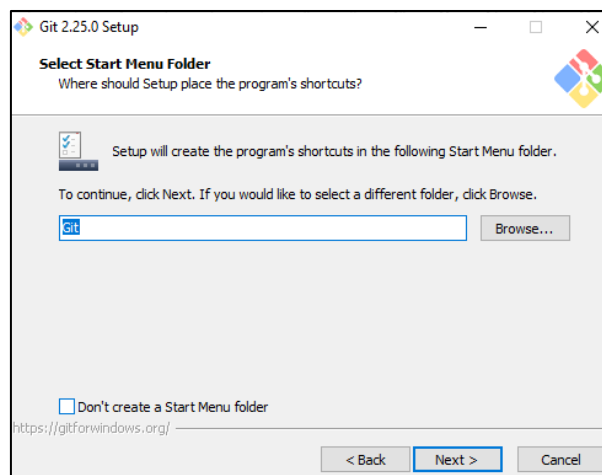 Git 2.25.0 Setup
Select Start Menu Folder
Where should Setup place the program's shortcuts?
Setup will create the program's shortcuts in the following Start Menu folder.
To continue, click Next. If you would like to select a different folder, click Browse.
Git
Browse...
Don't create a Start Menu folder
https://gitforwindows.org/
< Back
Next >
Cancel